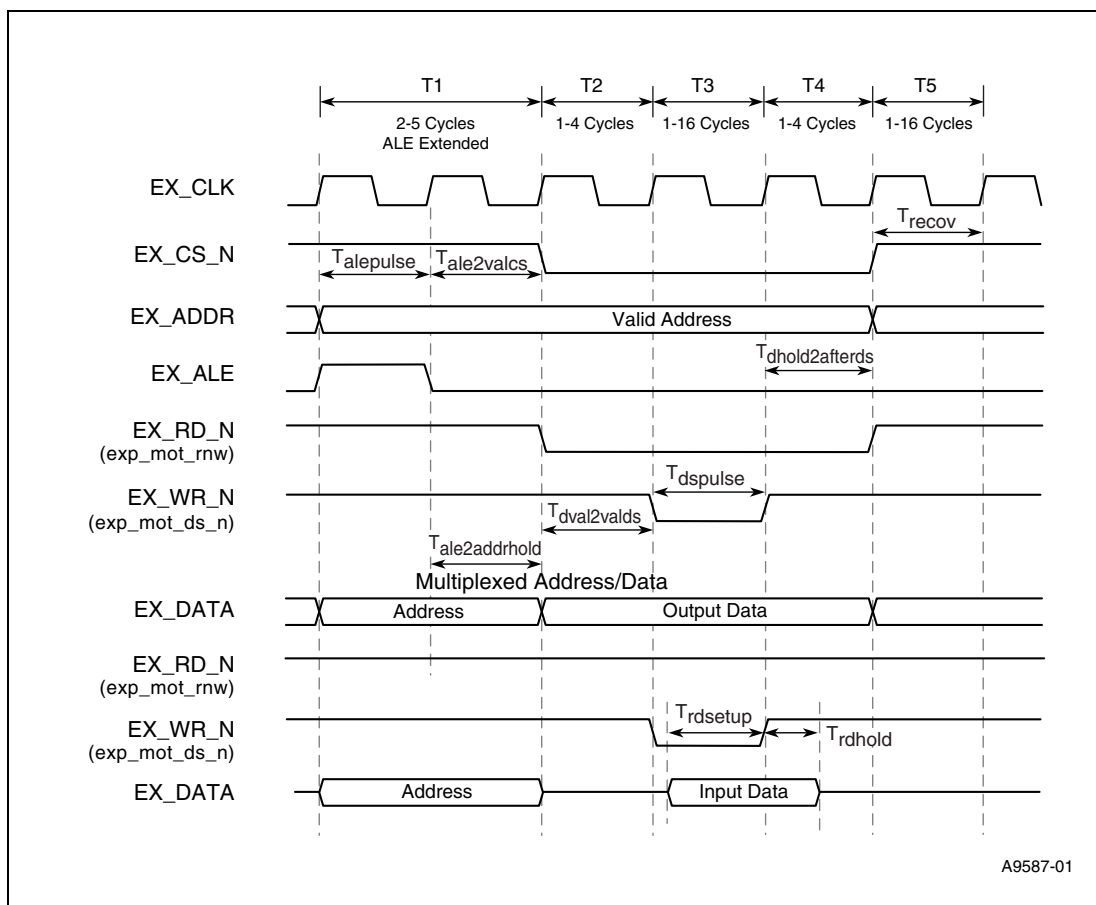 T1 T2 T3 T4 T5
2-5 Cycles 1-4 Cycles 1-16 Cycles 1-4 Cycles 1-16 Cycles
ALE Extended
EX_CLK
Trecov
EX_CS_N
Talepulse Tale2valcs
EX_ADDR
Valid Address
Tdhold2afterds
EX_ALE
EX_RD_N
(exp_mot_rnw)
Tdspulse
EX_WR_N
(exp_mot_ds_n)
Tdval2valds
Tale2addrhold
Multiplexed Address/Data
EX_DATA
Address Output Data
EX_RD_N
(exp_mot_rnw)
Trdsetup
EX_WR_N
Trdhold
(exp_mot_ds_n)
EX_DATA
Address Input Data
A9587-01